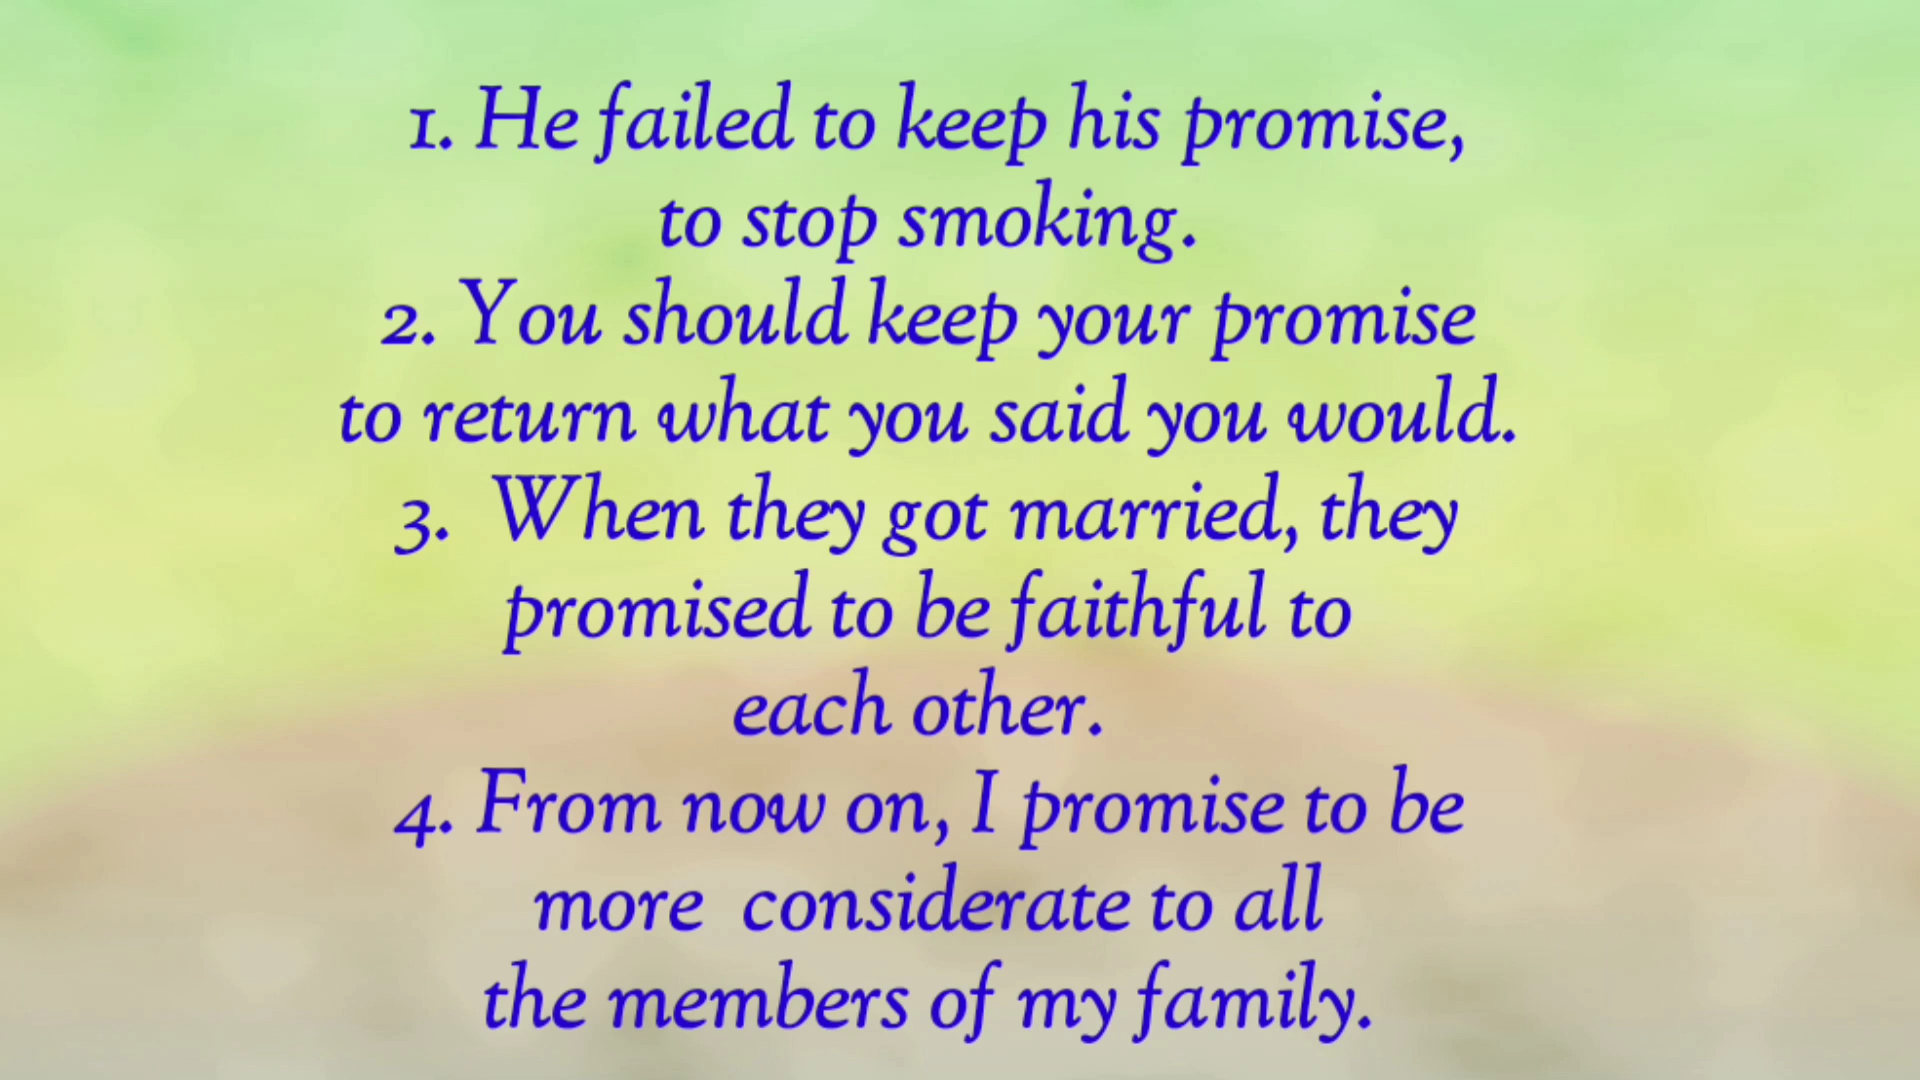 1. He failed to keep his promise,
to stop smoking.
2. You should keep your promise
to return what you said you would.
3. When they got married, they
promised to be faithful to
each other.
4. From now on, I promise to be
more considerate to all
the members of my family.